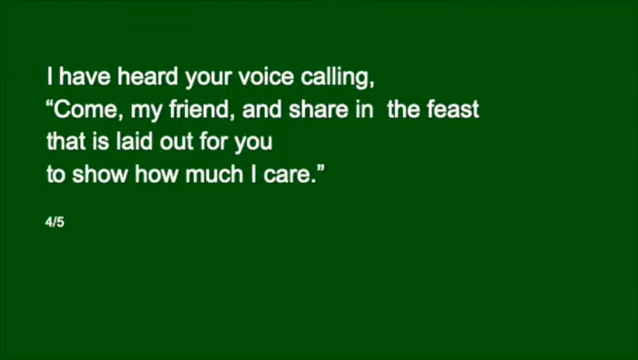 I have heard your voice calling,
“Come, my friend, and share in  the feast
that is laid out for you
to show how much I care.”
4/5